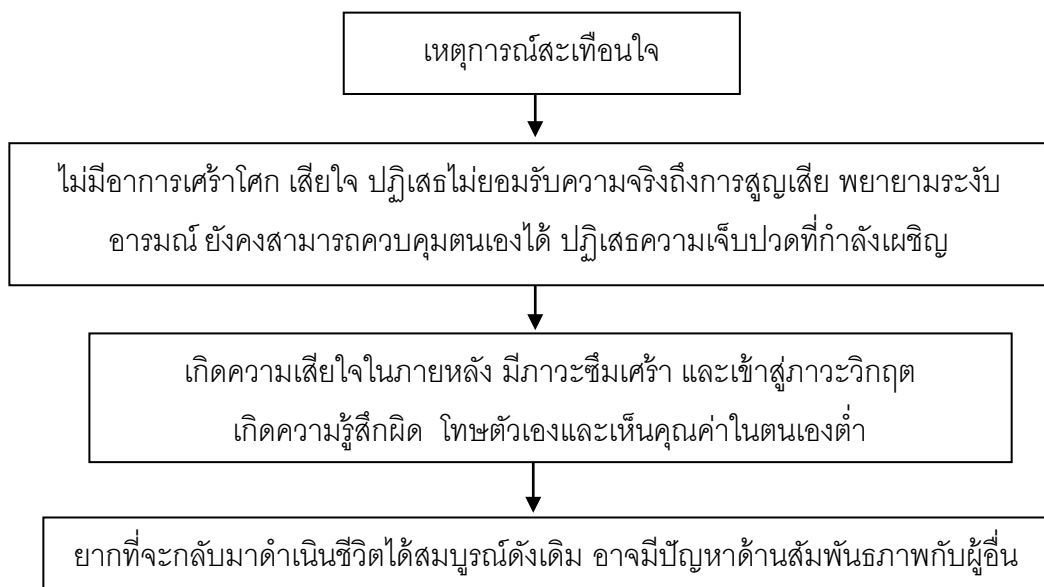 เหตุการณ์สะเทือนใจ
ไม่มีอาการเศร้าโศก เสียใจ ปฏิเสธไม่ยอมรับความจริงถึงการสูญเสีย พยายามระงับ
อารมณ์ ยังคงสามารถควบคุมตนเองได้ ปฏิเสธความเจ็บปวดที่กำลังเผชิญ
เกิดความเสียใจในภายหลัง มีภาวะซึมเศร้า และเข้าสู่ภาวะวิกฤต
เกิดความรู้สึกผิด โทษตัวเองและเห็นคุณค่าในตนเองต่ำ
ยากที่จะกลับมาดำเนินชีวิตได้สมบูรณ์ดังเดิม อาจมีปัญหาด้านสัมพันธภาพกับผู้อื่น